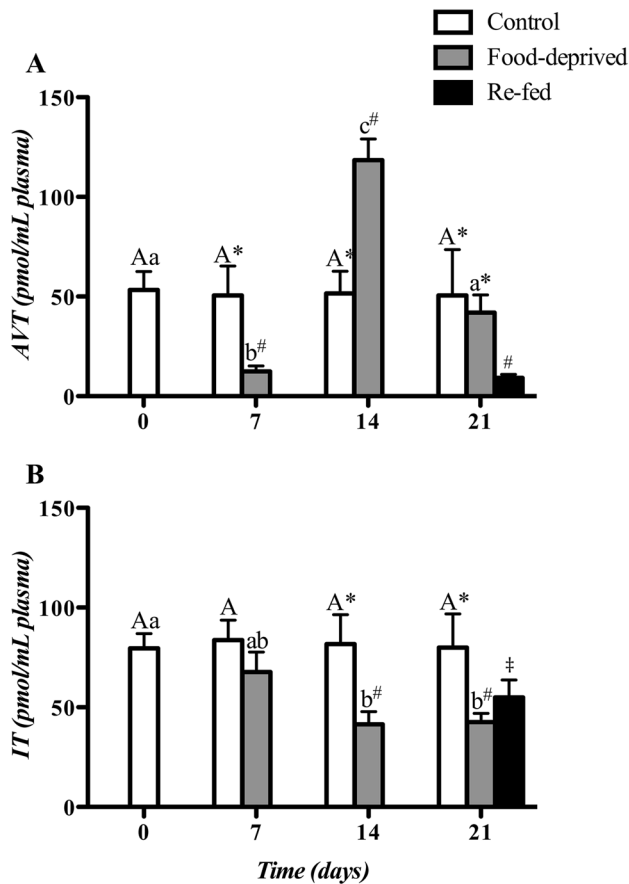 Control
Food-deprived
Re-fed
A
AVT (pmol/mL plasma)
150
100
50
0
Aa
A*
b#
A*
c#
A*
a*
#
0 7 14 21
B
IT (pmol/mL plasma)
150
100
50
0
Aa
A
ab
A*
b#
A*
b#
‡
0 7 14 21
Time (days)